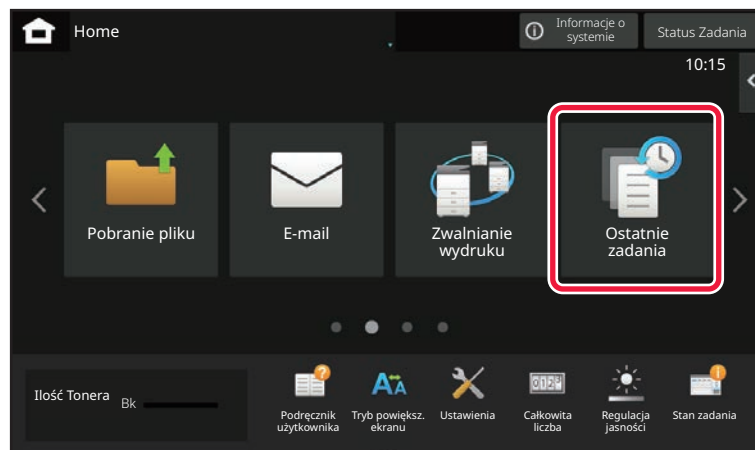 Home
Informacje o
systemie
Status Zadania
10:15
Pobranie pliku
E-mail
Zwalnianie
wydruku
Ostatnie
zadania
Ilość Tonera
Bk
Podręcznik
użytkownika
Tryb powiększ.
ekranu
Ustawienia
Całkowita
liczba
Regulacja
jasności
Stan zadania